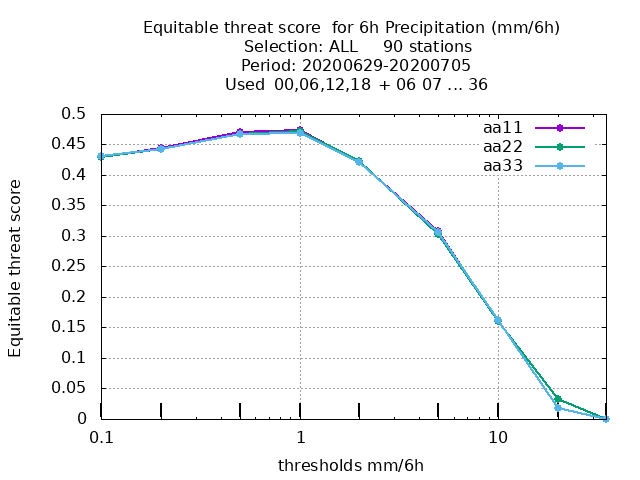 Equitable threat score  for 6h Precipitation (mm/6h)
Selection: ALL     90 stations
Period: 20200629-20200705
Used  00,06,12,18  + 06 07 ... 36
aa11
aa22
aa33
0.5
0.45
0.4
0.35
0.3
0.25
0.2
0.15
0.1
0.05
0
Equitable threat score
0.1
1
10
thresholds mm/6h